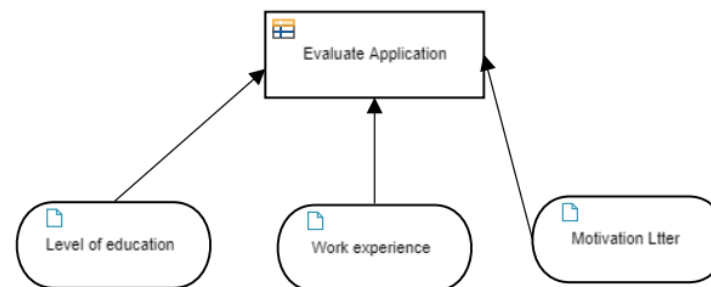 Evaluate Application
Level of education
Work experience
Motivation Ltter